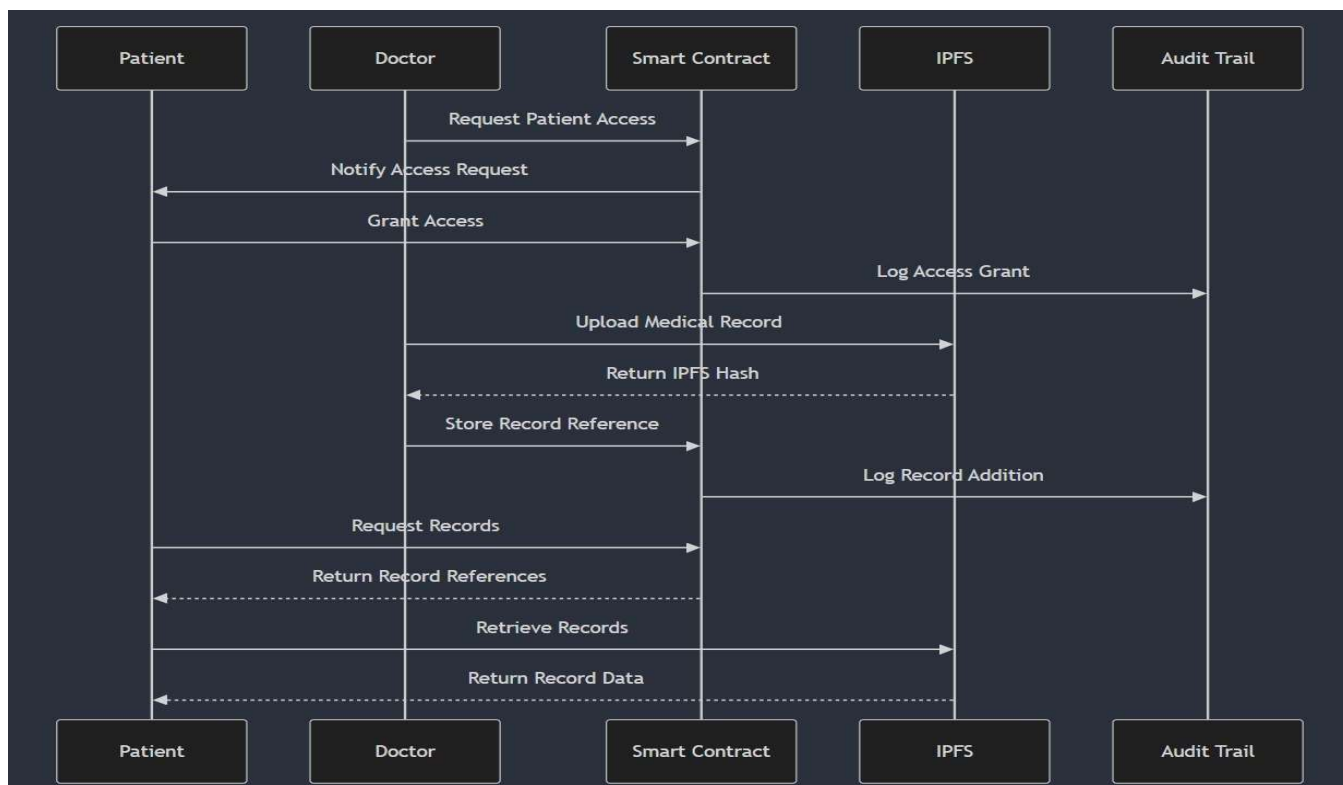 Patient
Doctor
Smart Contract
IPFS
Audit Trail
Request Patient Access
Notify Access Request
Grant Access
Log Access Grant
Upload Medical Record
Return IPFS Hash
Store Record Reference
Log Record Addition
Request Records
Return Record References
Retrieve Records
Return Record Data
Patient
Doctor
Smart Contract
IPFS
Audit Trail